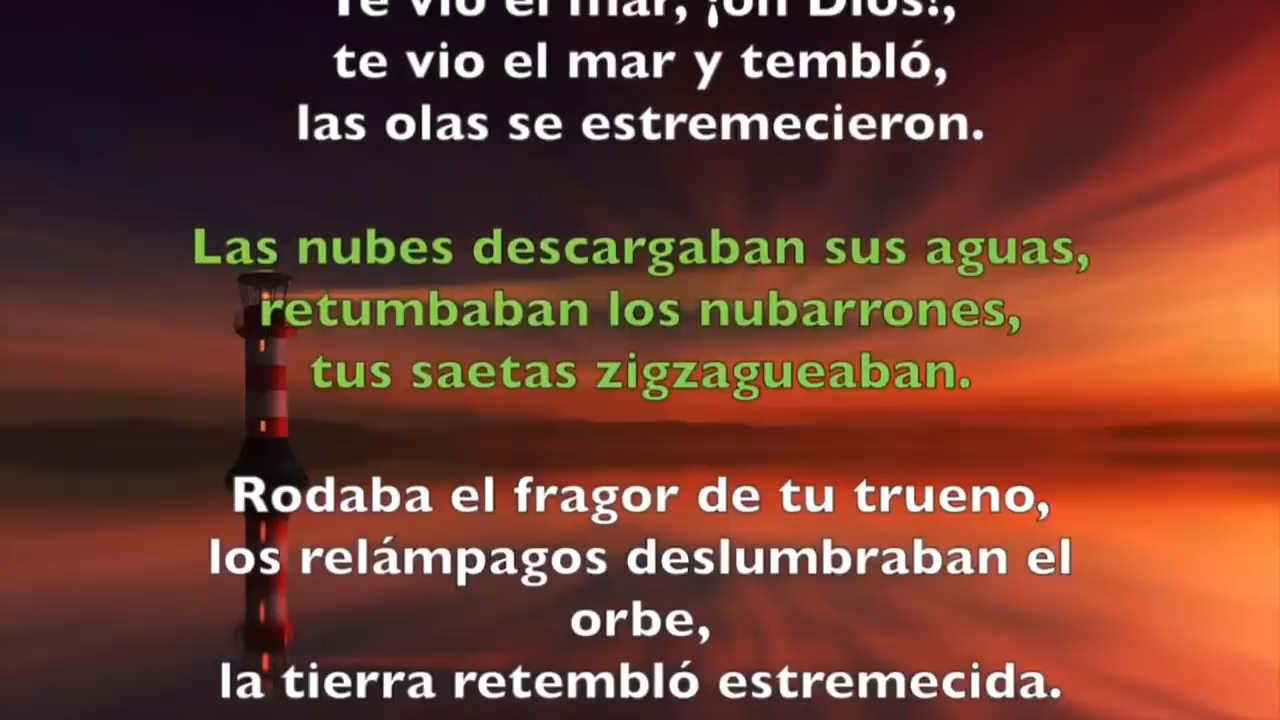 Te vio el mar, ¡oh Dios!,
te vio el mar y tembló,
las olas se estremecieron.
Las nubes descargaban sus aguas,
retumbaban los nubarrones,
tus saetas zigzagueaban.
Rodaba el fragor de tu trueno,
los relámpagos deslumbraban el
orbe,
la tierra retembló estremecida.